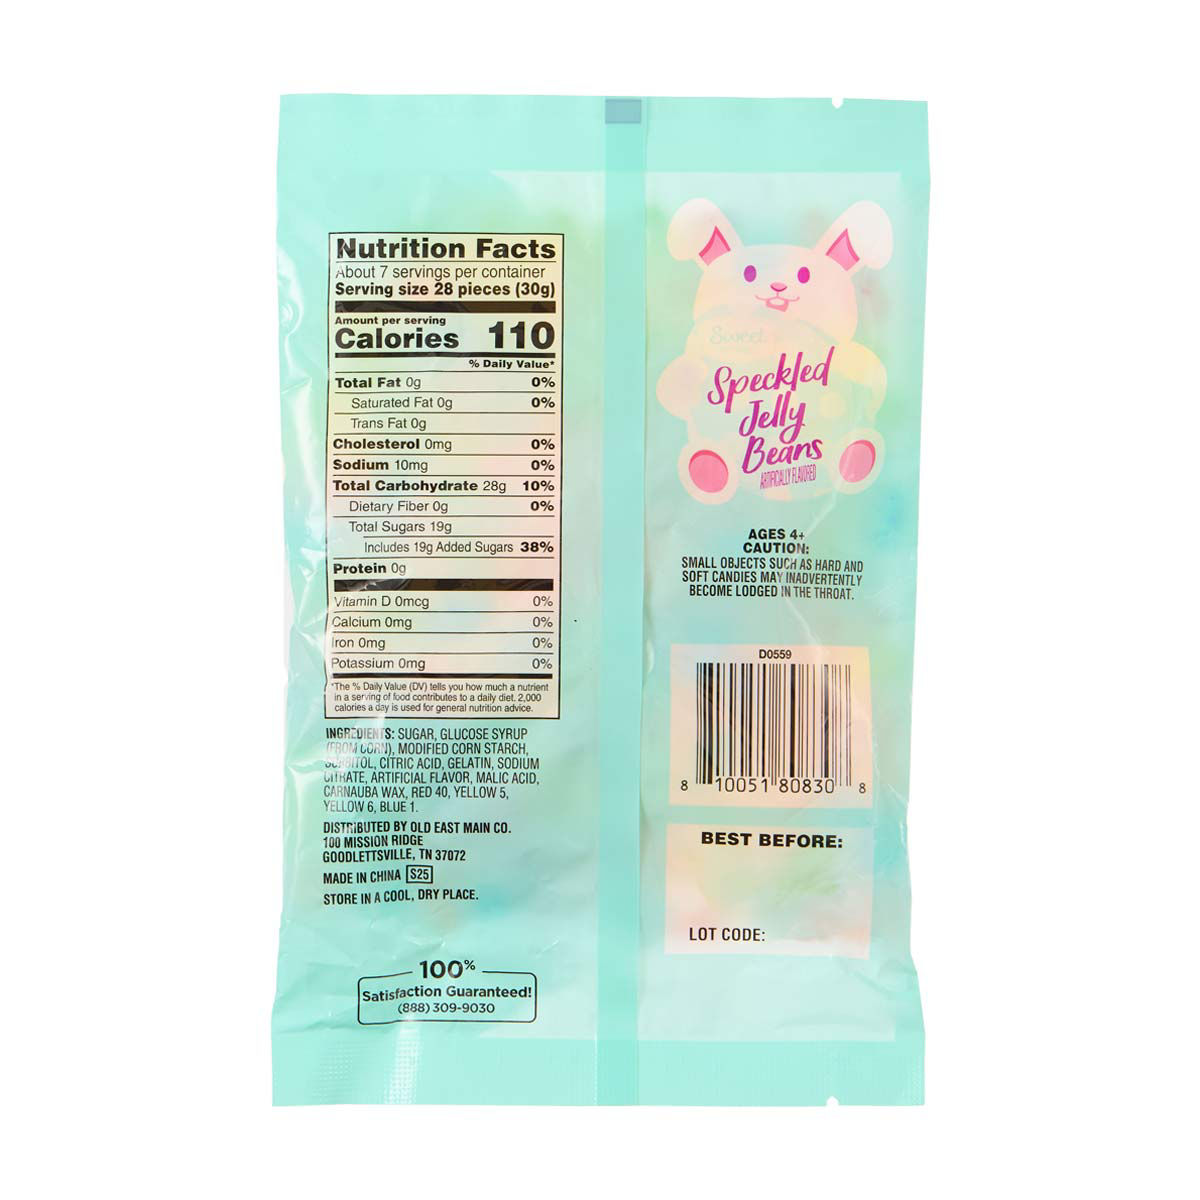 Nutrition Facts
About 7 servings per container
Serving size 28 pieces (30g)
Amount per serving
Calories 110
% Daily Value*
Total Fat 0g 0%
Saturated Fat 0g 0%
Trans Fat 0g
Cholesterol 0mg 0%
Sodium 10mg 0%
Total Carbohydrate 28g 10%
Dietary Fiber 0g 0%
Total Sugars 19g
Includes 19g Added Sugars 38%
Protein 0g
Vitamin D 0mcg 0%
Calcium 0mg 0%
Iron 0mg 0%
Potassium 0mg 0%
*The % Daily Value (DV) tells you how much a nutrient
in a serving of food contributes to a daily diet. 2,000
calories a day is used for general nutrition advice.
INGREDIENTS: SUGAR, GLUCOSE SYRUP
(FROM CORN), MODIFIED CORN STARCH,
SORBITOL, CITRIC ACID, GELATIN, SODIUM
CITRATE, ARTIFICIAL FLAVOR, MALIC ACID,
CARNAUBA WAX, RED 40, YELLOW 5,
YELLOW 6, BLUE 1.
DISTRIBUTED BY OLD EAST MAIN CO.
100 MISSION RIDGE
GOODLETTSVILLE, TN 37072
MADE IN CHINA S25
STORE IN A COOL, DRY PLACE.
100%
Satisfaction Guaranteed!
(888) 309-9030
Sweet
Speckled
Jelly
Beans
ARTIFICIALLY FLAVORED
AGES 4+
CAUTION:
SMALL OBJECTS SUCH AS HARD AND
SOFT CANDIES MAY INADVERTENTLY
BECOME LODGED IN THE THROAT.
D0559
8 10051 80830 8
BEST BEFORE:
LOT CODE: